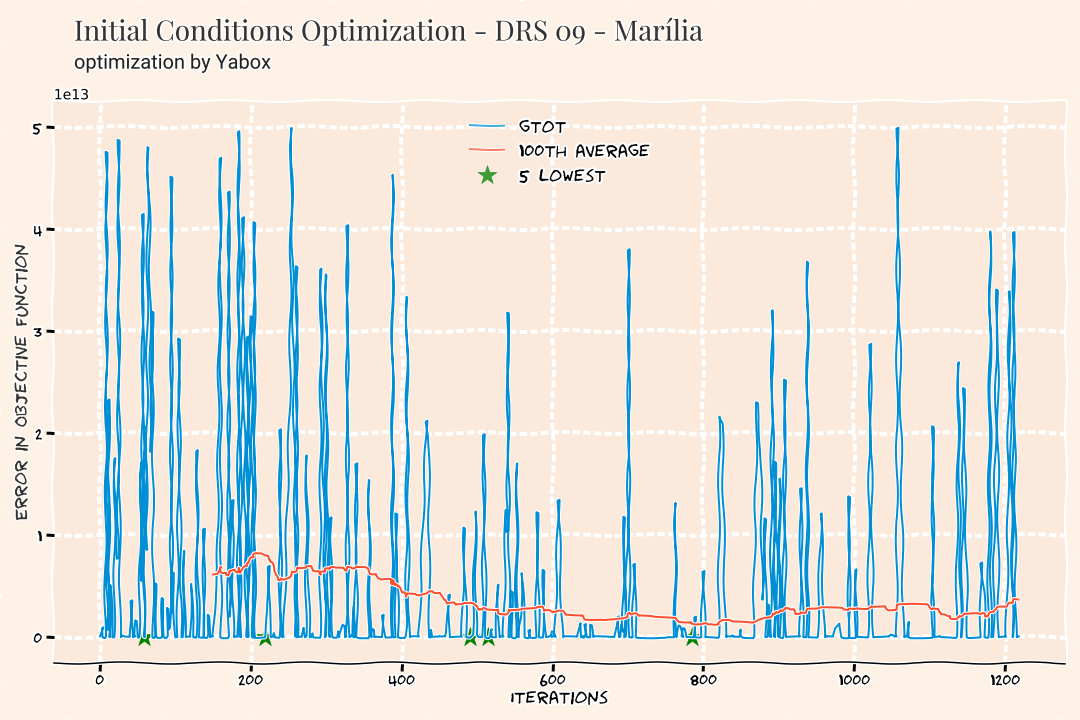 Initial Conditions Optimization - DRS 09 - Marília
optimization by Yabox
1e13
GTOT
100TH AVERAGE
5 LOWEST
5
4
3
2
1
0
ERROR IN OBJECTIVE FUNCTION
0 200 400 600 800 1000 1200
ITERATIONS